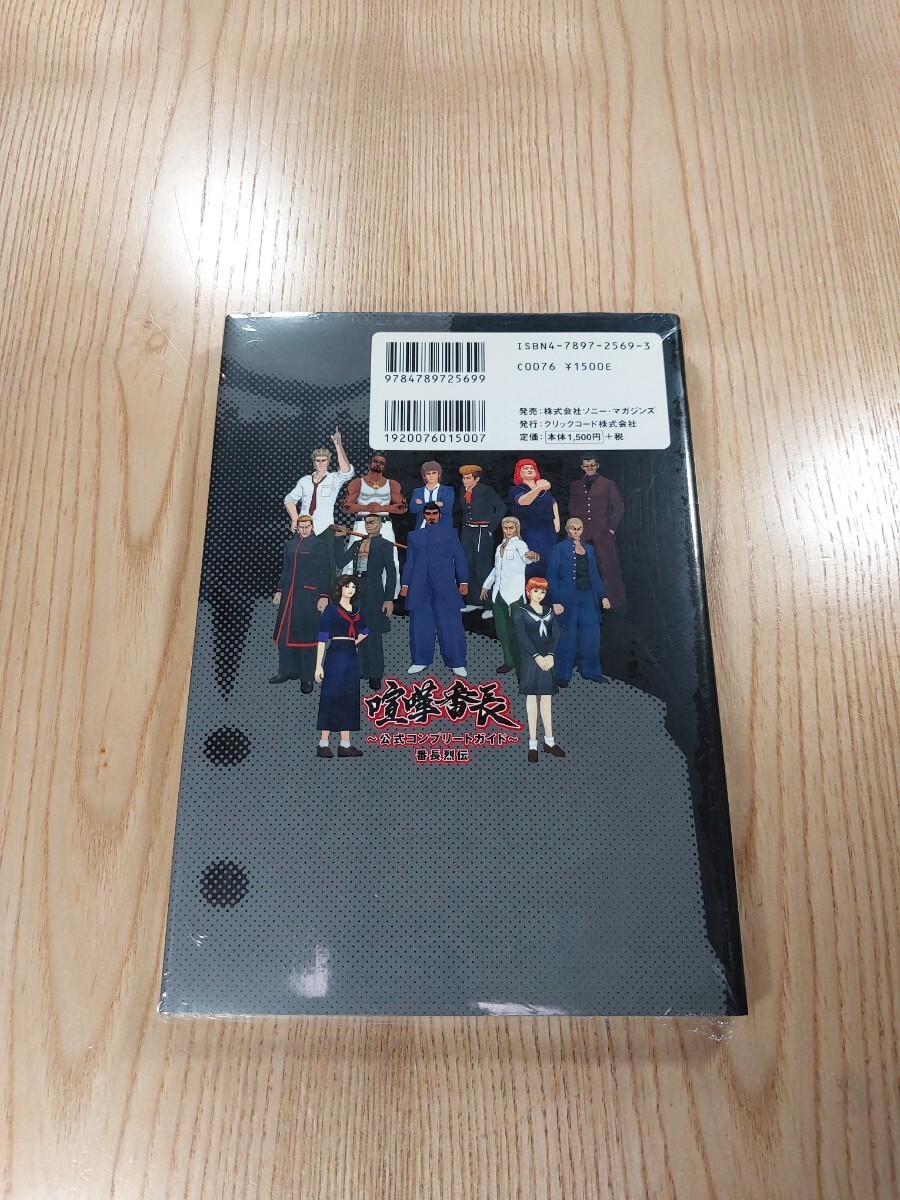 ISBN4-7897-2569-3
C0076 ¥1500E
9784789725699
1920076015007
発売：株式会社ソニー・マガジンズ
発行：クリックコード株式会社
定価：本体1,500円+税
喧嘩番長
～公式コンプリートガイド～
番長烈伝